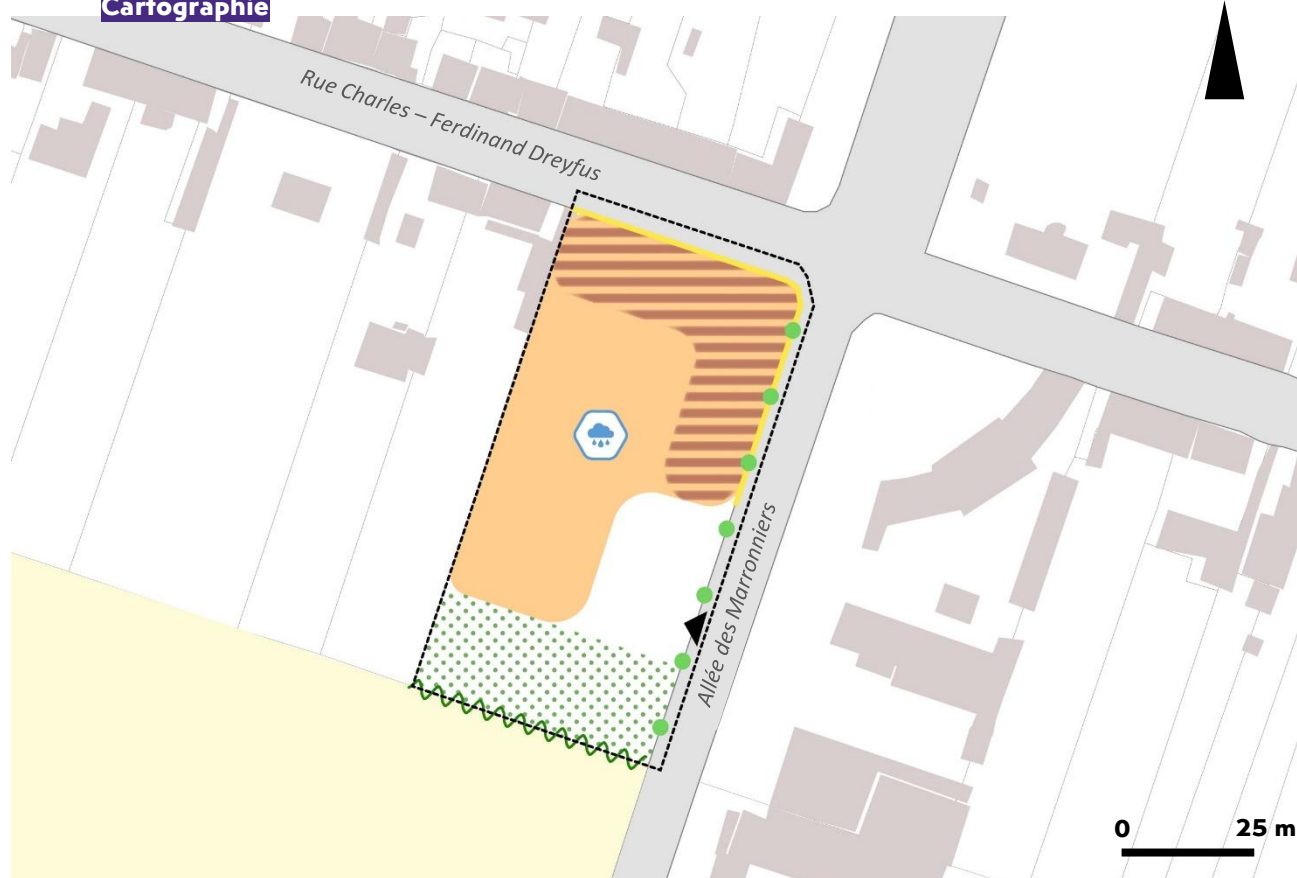 Cartographie
Rue Charles – Ferdinand Dreyfus
Allée des Marronniers
0 25 m